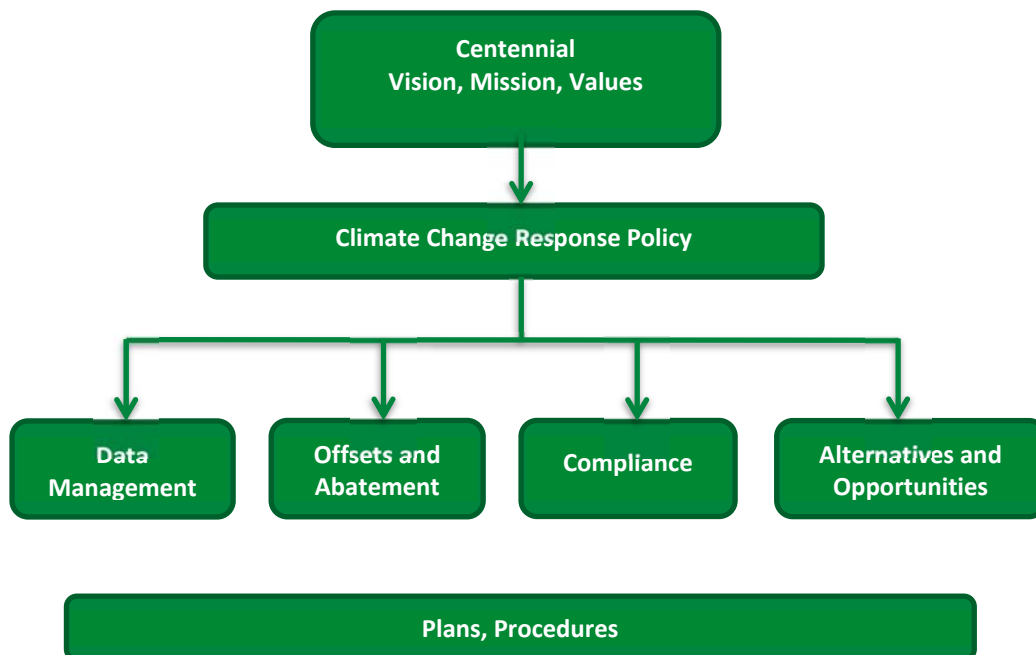 Centennial
Vision, Mission, Values
Climate Change Response Policy
Data
Management
Offsets and
Abatement
Compliance
Alternatives and
Opportunities
Plans, Procedures